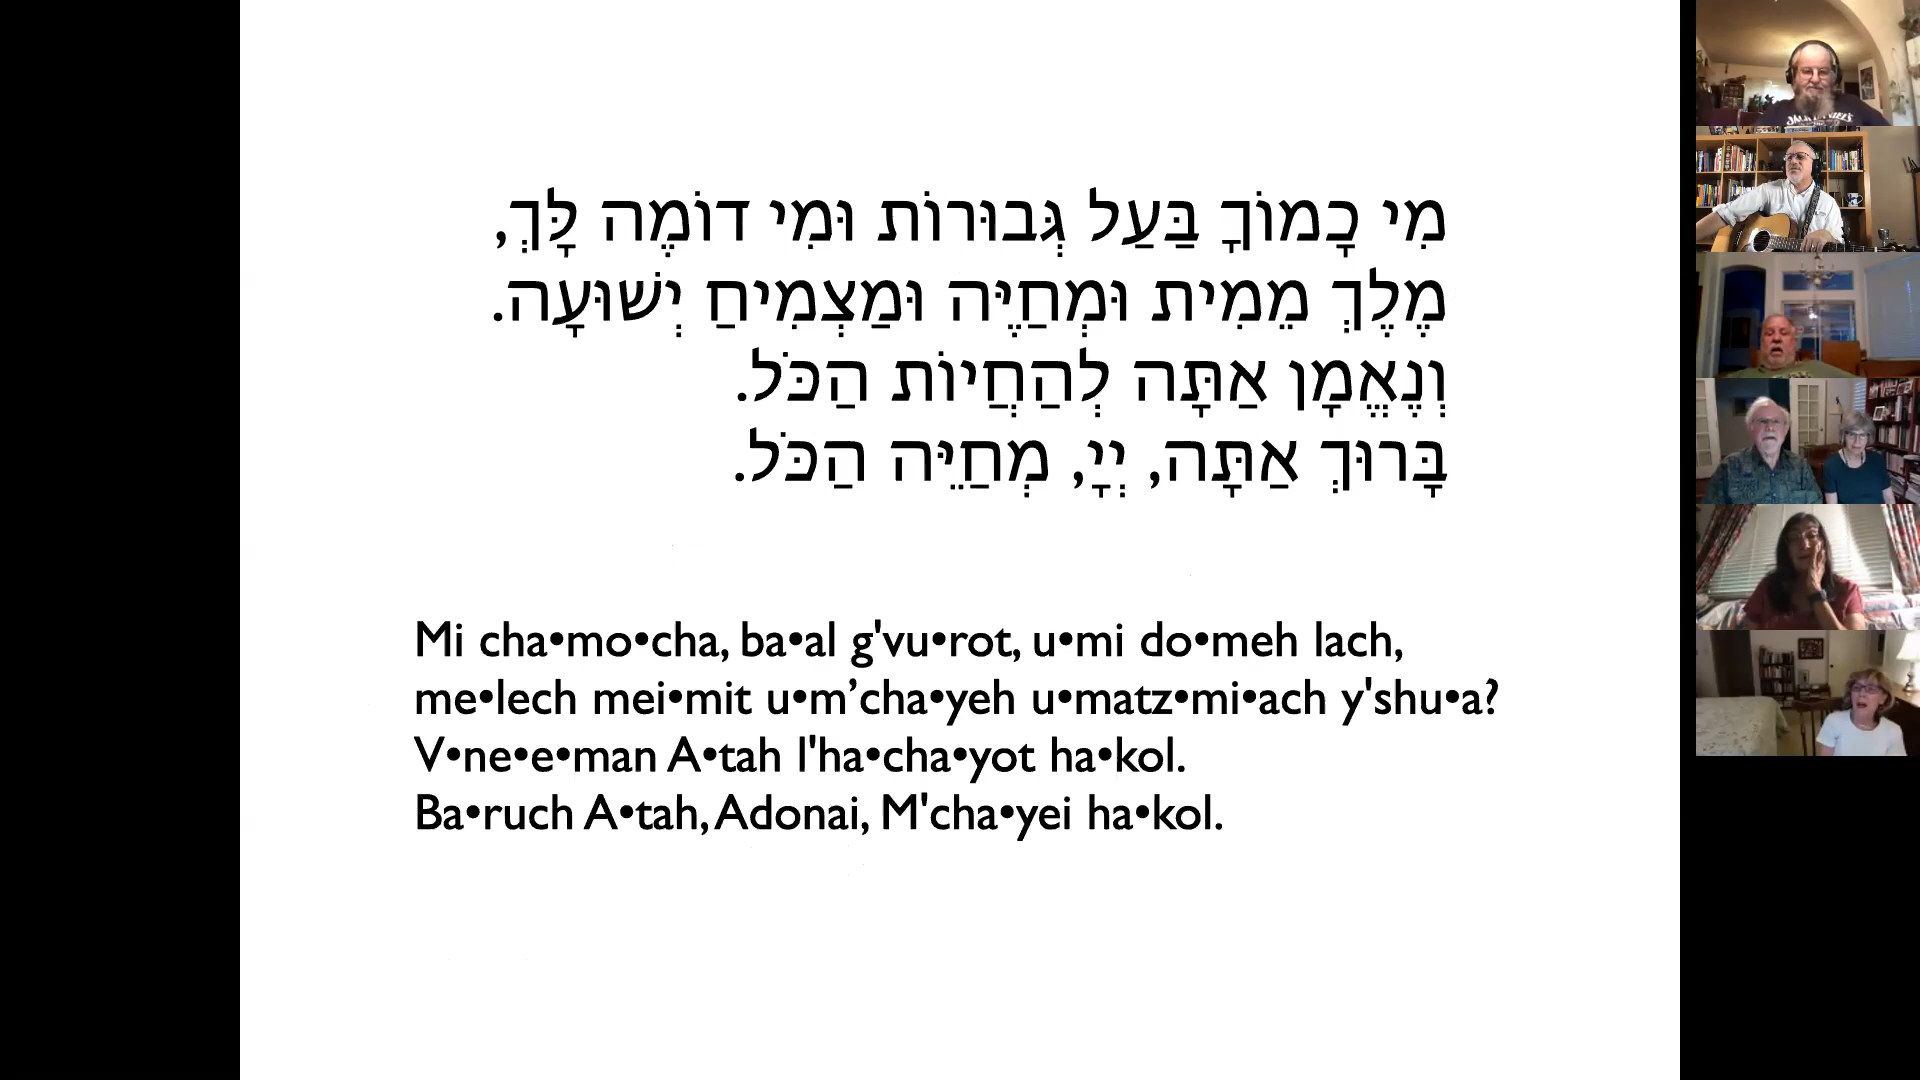 מִי כָמוֹךָ בַּעַל גְּבוּרוֹת וּמִי דוֹמֶה לָּךְ,
מֶלֶךְ מֵמִית וּמְחַיֶּה וּמַצְמִיחַ יְשׁוּעָה.
וְנֶאֱמָן אַתָּה לְהַחֲיוֹת הַכֹּל.
בָּרוּךְ אַתָּה, יְיָ, מְחַיֵּה הַכֹּל.
Mi cha•mo•cha, ba•al g'vu•rot, u•mi do•meh lach,
me•lech mei•mit u•m’cha•yeh u•matz•mi•ach y'shu•a?
V•ne•e•man A•tah l'ha•cha•yot ha•kol.
Ba•ruch A•tah, Adonai, M'cha•yei ha•kol.